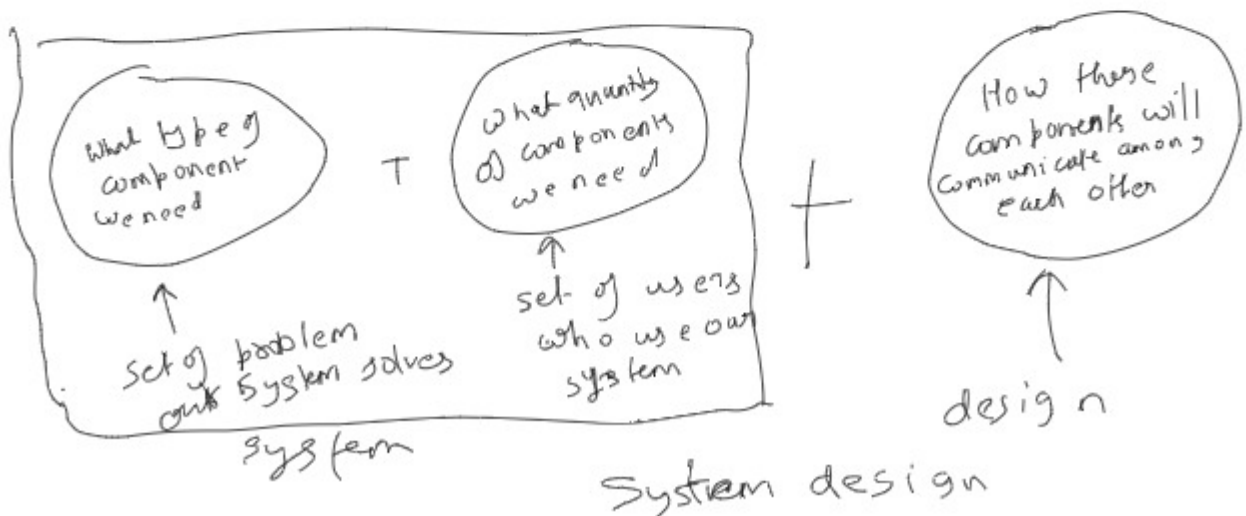 What type of
component
we need
+
What quantity
of components
we need
+
How these
components will
communicate among
each other
set of problem
our System solves
set of users
who use our
system
design
system
System design